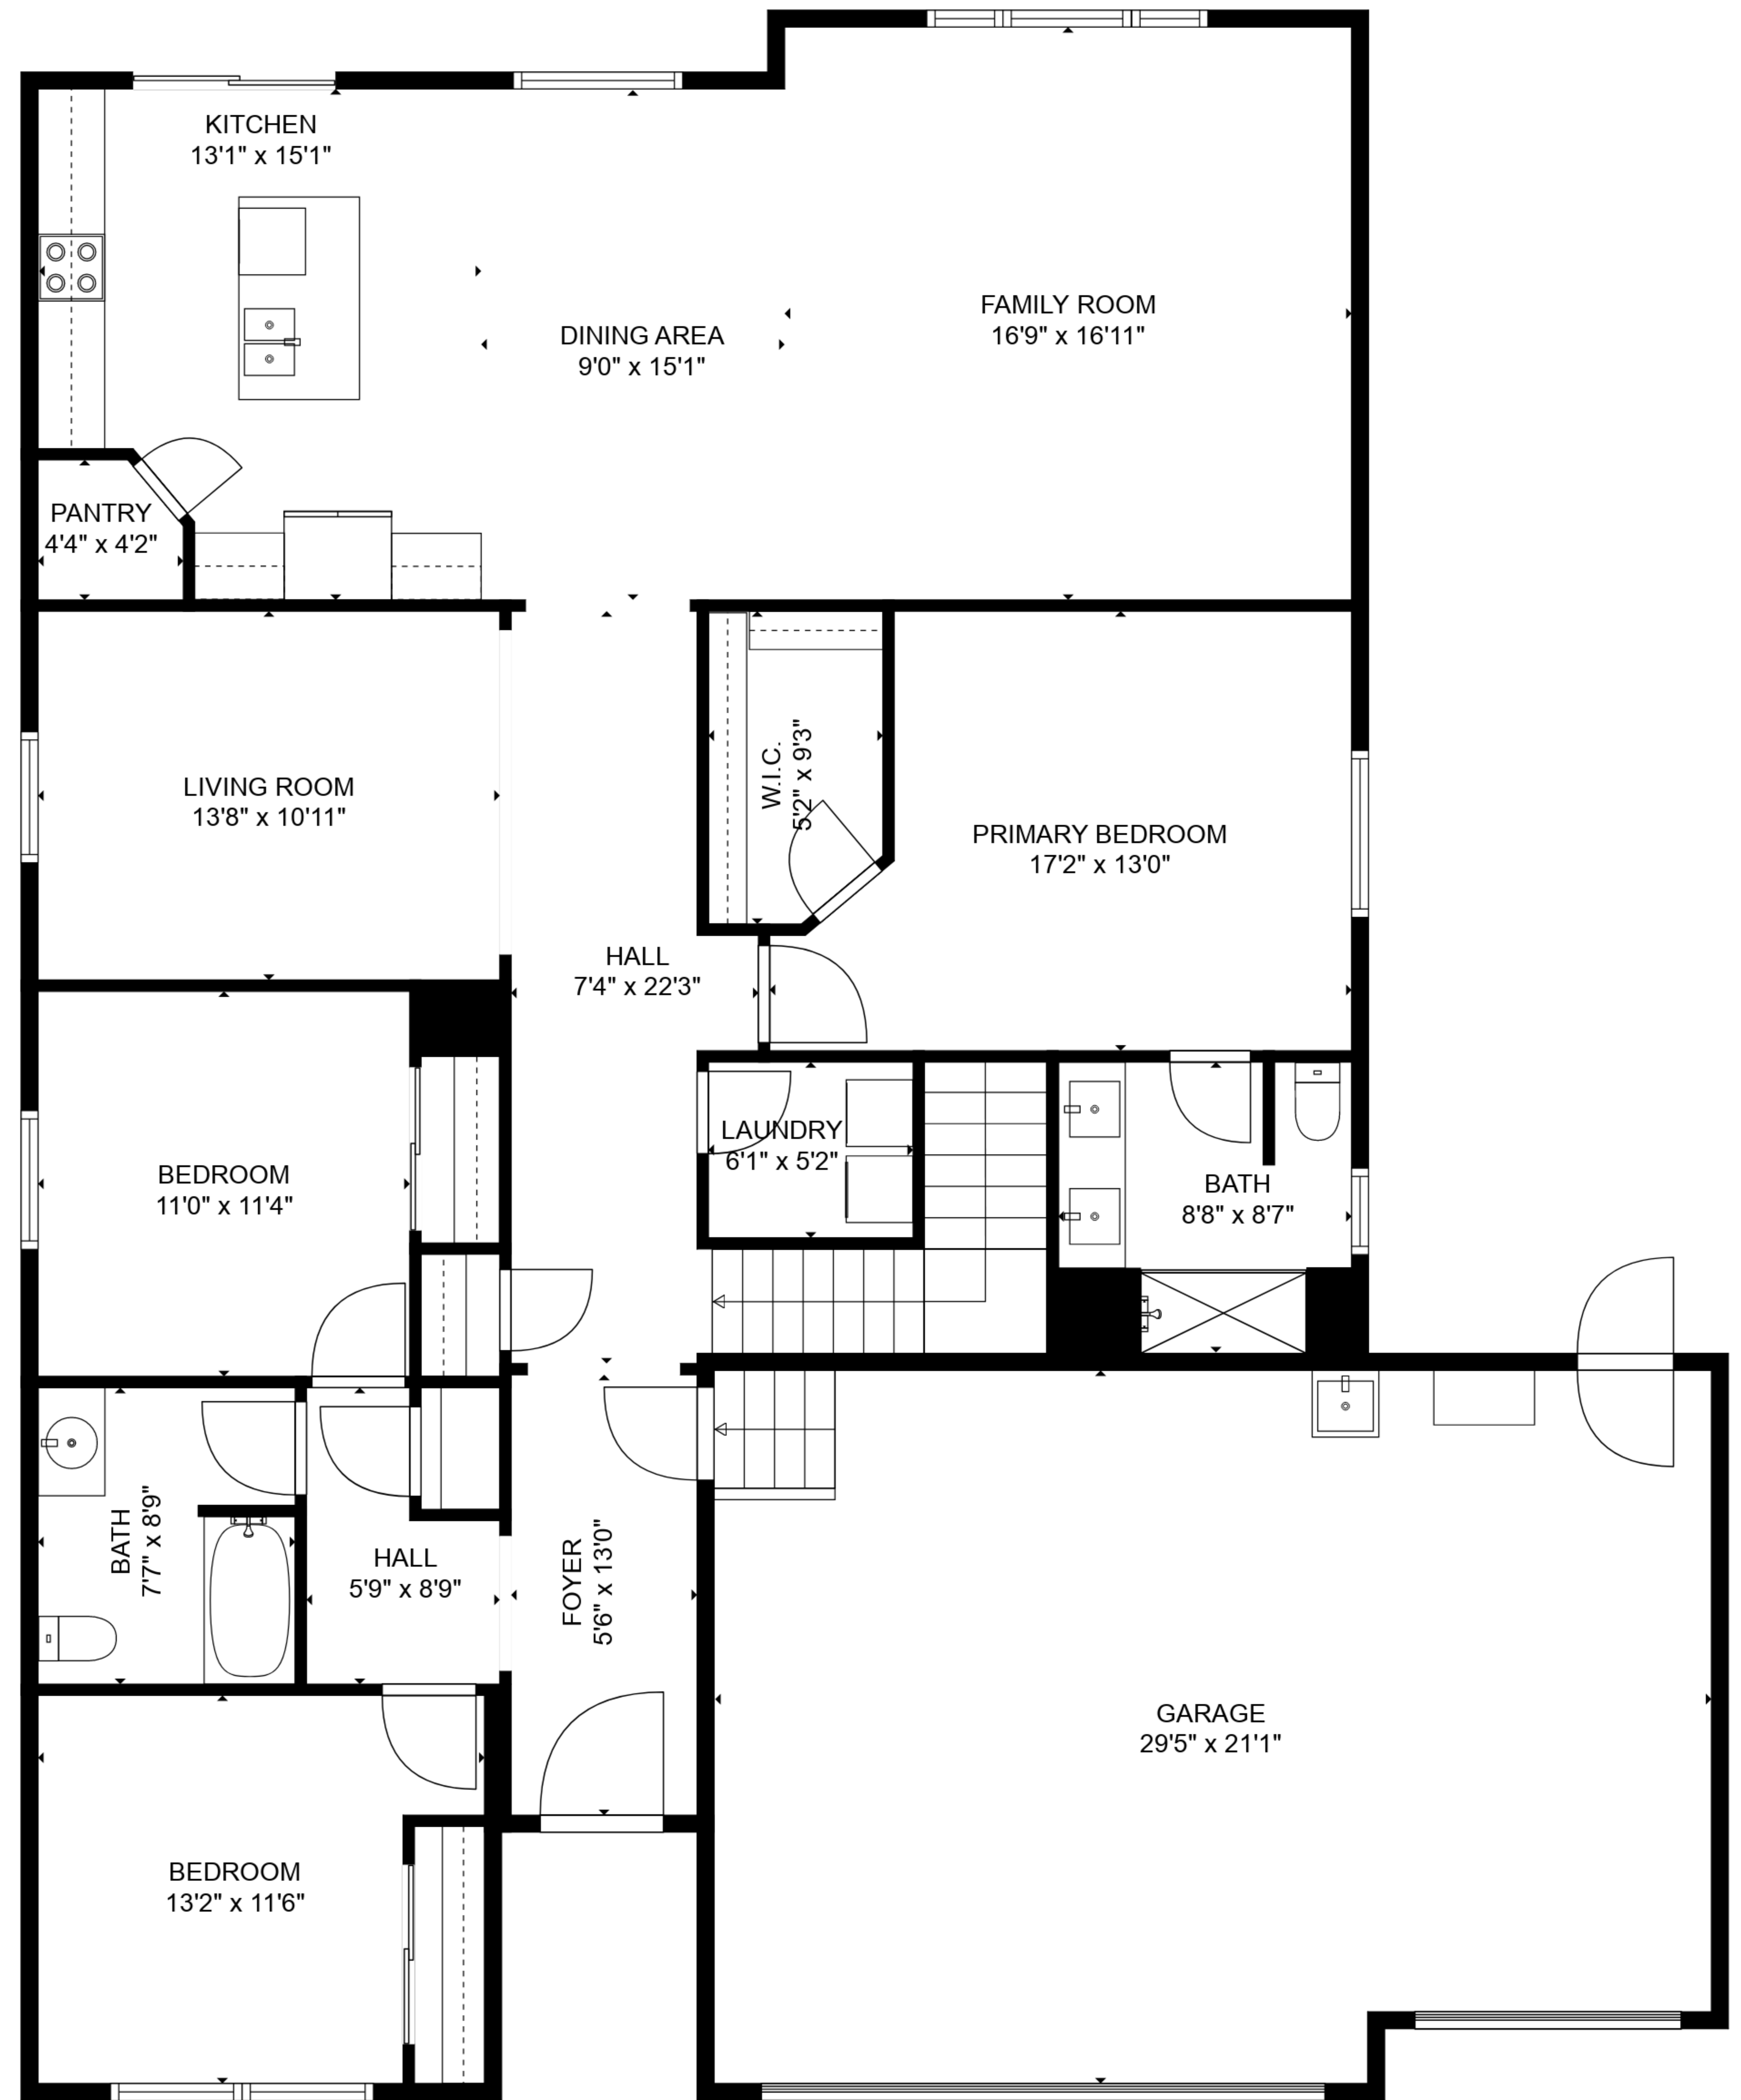 KITCHEN
13'1" x 15'1"
FAMILY ROOM
16'9" x 16'11"
DINING AREA
9'0" x 15'1"
PANTRY
4'4" x 4'2"
LIVING ROOM
13'8" x 10'11"
W.I.C.
5'2" x 9'3"
PRIMARY BEDROOM
17'2" x 13'0"
HALL
7'4" x 22'3"
LAUNDRY
6'1" x 5'2"
BEDROOM
11'0" x 11'4"
BATH
8'8" x 8'7"
BATH
7'7" x 8'9"
HALL
5'9" x 8'9"
FOYER
5'6" x 13'0"
GARAGE
29'5" x 21'1"
BEDROOM
13'2" x 11'6"